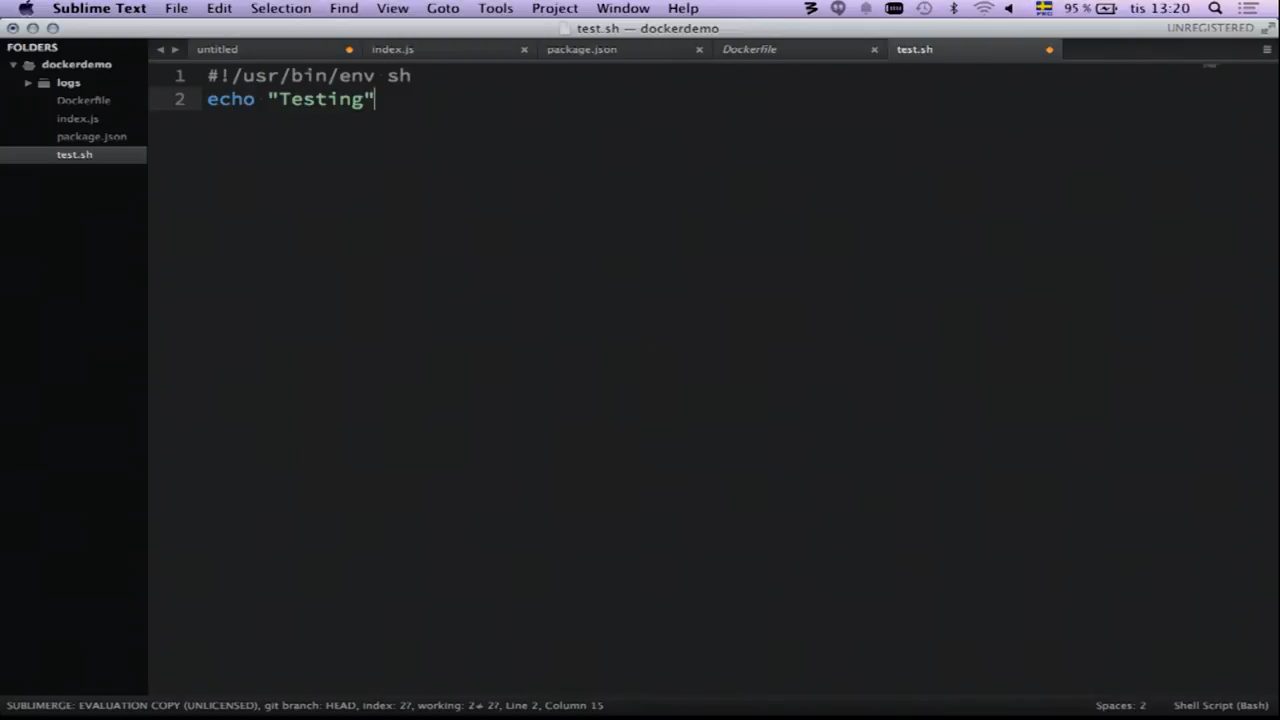 Sublime Text File Edit Selection Find View Goto Tools Project Window Help 95 % tis 13:20
test.sh — dockerdemo UNREGISTERED
FOLDERS
dockerdemo
logs
Dockerfile
index.js
package.json
test.sh
untitled index.js package.json Dockerfile test.sh
1 #!/usr/bin/env sh
2 echo "Testing"
SUBLIMERGE: EVALUATION COPY (UNLICENSED), git branch: HEAD, index: 27, working: 2≠ 27, Line 2, Column 15 Spaces: 2 Shell Script (Bash)